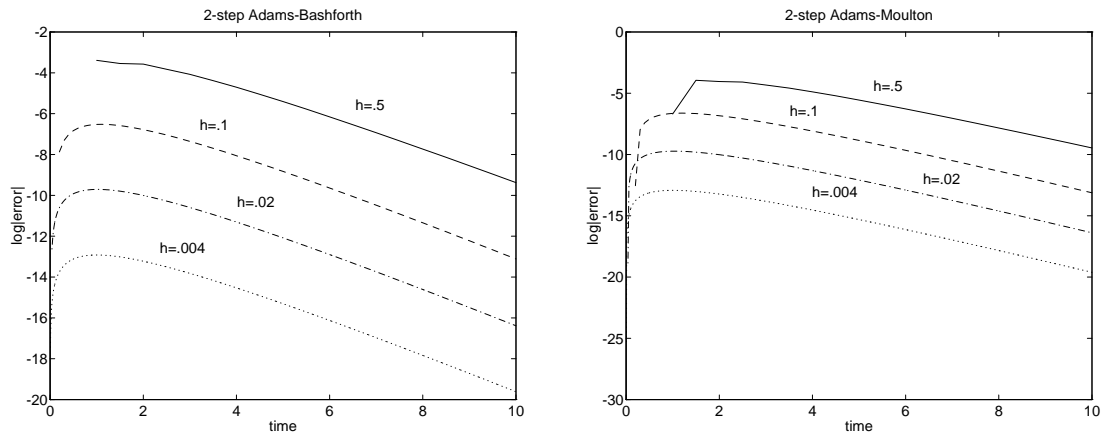 2-step Adams-Bashforth
-2
-4
-6
-8
-10
-12
-14
-16
-18
-20
0
2
4
6
8
10
time
log|error|
h=.5
h=.1
h=.02
h=.004
2-step Adams-Moulton
0
-5
-10
-15
-20
-25
-30
0
2
4
6
8
10
time
log|error|
h=.5
h=.1
h=.02
h=.004